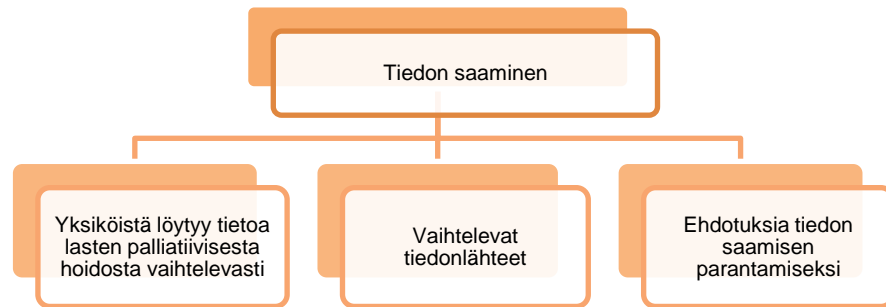 Tiedon saaminen
Yksiköistä löytyy tietoa
lasten palliatiivisesta
hoidosta vaihtelevasti
Vaihtelevat
tiedonlähteet
Ehdotuksia tiedon
saamisen
parantamiseksi